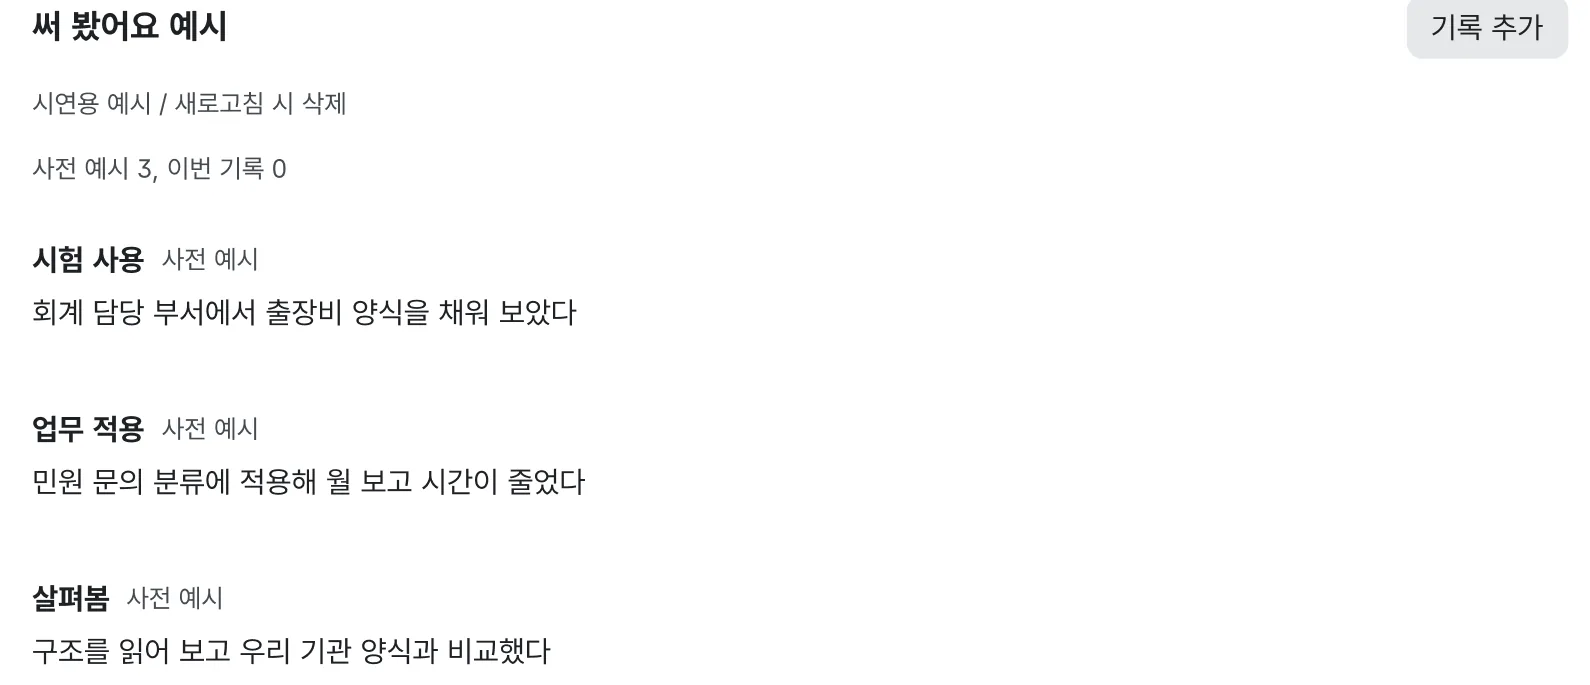 써 봤어요 예시
기록 추가
시연용 예시 / 새로고침 시 삭제
사전 예시 3, 이번 기록 0
시험 사용 사전 예시
회계 담당 부서에서 출장비 양식을 채워 보았다
업무 적용 사전 예시
민원 문의 분류에 적용해 월 보고 시간이 줄었다
살펴봄 사전 예시
구조를 읽어 보고 우리 기관 양식과 비교했다